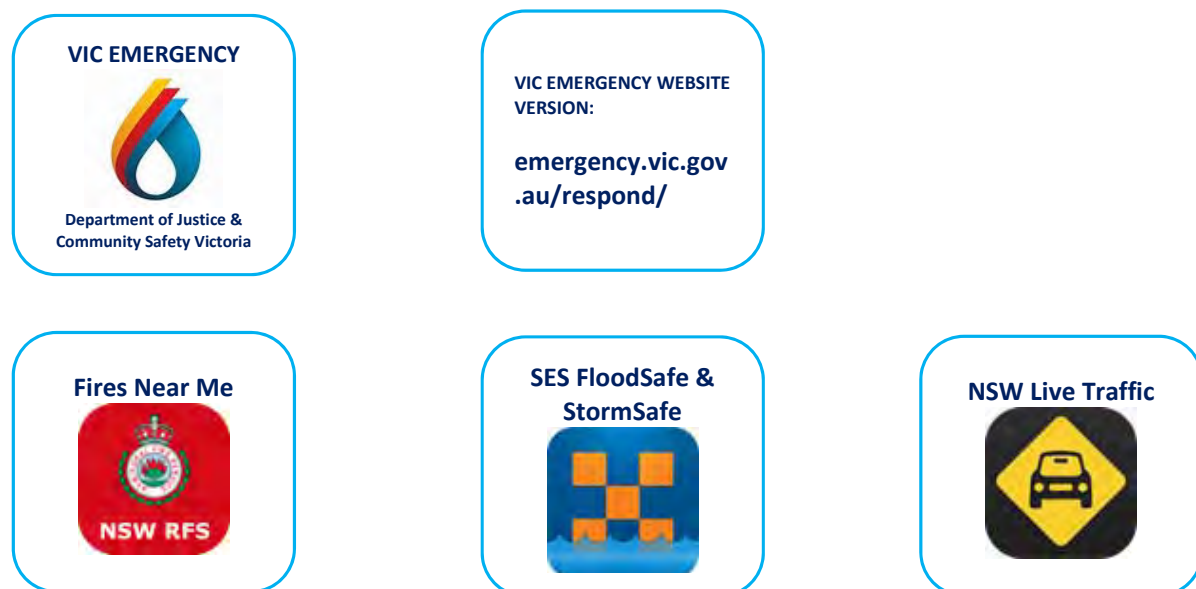 VIC EMERGENCY
Department of Justice &
Community Safety Victoria
VIC EMERGENCY WEBSITE
VERSION:
emergency.vic.gov
.au/respond/
Fires Near Me
NSW RFS
SES FloodSafe &
StormSafe
NSW Live Traffic